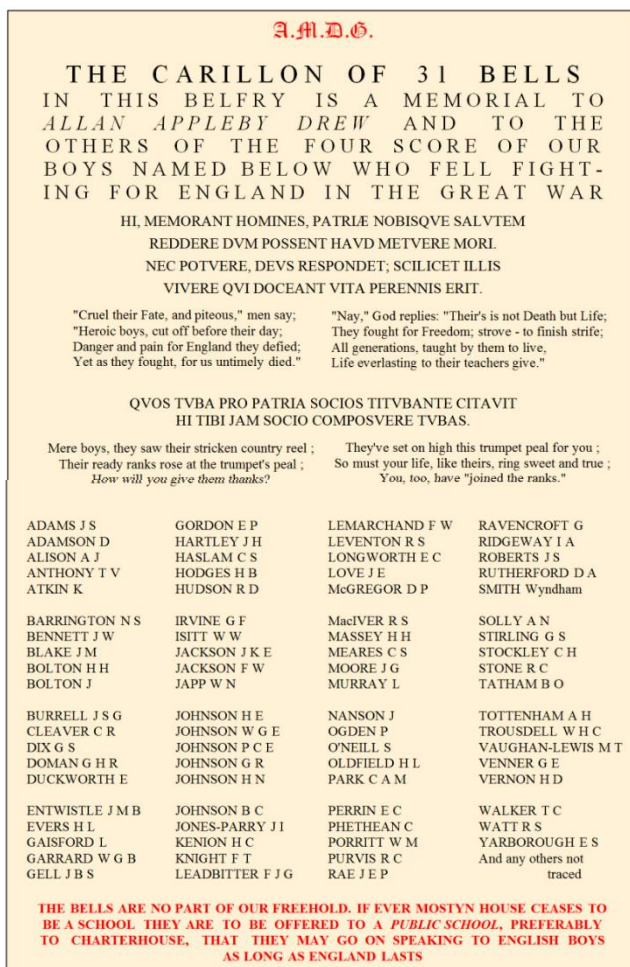 A.M.D.G.
THE CARILLON OF 31 BELLS
IN THIS BELFRY IS A MEMORIAL TO
ALLAN APPLEBY DREW AND TO THE
OTHERS OF THE FOUR SCORE OF OUR
BOYS NAMED BELOW WHO FELL FIGHT-
ING FOR ENGLAND IN THE GREAT WAR
HI, MEMORANT HOMINES, PATRIÆ NOBISQVE SALVTEM
REDDERE DVM POSSENT HAVD METVERE MORI.
NEC POTVERE, DEVS RESPONDET; SCILICET ILLIS
VIVERE QVI DOCEANT VITA PERENNIS ERIT.
"Cruel their Fate, and piteous," men say;
"Heroic boys, cut off before their day;
Danger and pain for England they defied;
Yet as they fought, for us untimely died."
"Nay," God replies: "Their's is not Death but Life;
They fought for Freedom; strove - to finish strife;
All generations, taught by them to live,
Life everlasting to their teachers give."
QVOS TVBA PRO PATRIA SOCIOS TITVBANTE CITAVIT
HI TIBI JAM SOCIO COMPOSVERE TVBAS.
Mere boys, they saw their stricken country reel ;
Their ready ranks rose at the trumpet's peal ;
How will you give them thanks?
They've set on high this trumpet peal for you ;
So must your life, like theirs, ring sweet and true ;
You, too, have "joined the ranks."
ADAMS J S
ADAMSON D
ALISON A J
ANTHONY T V
ATKIN K
BARRINGTON N S
BENNETT J W
BLAKE J M
BOLTON H H
BOLTON J
BURRELL J S G
CLEAVER C R
DIX G S
DOMAN G H R
DUCKWORTH E
ENTWISTLE J M B
EVERS H L
GAISFORD L
GARRARD W G B
GELL J B S
GORDON E P
HARTLEY J H
HASLAM C S
HODGES H B
HUDSON R D
IRVINE G F
ISITT W W
JACKSON J K E
JACKSON F W
JAPP W N
JOHNSON H E
JOHNSON W G E
JOHNSON P C E
JOHNSON G R
JOHNSON H N
JOHNSON B C
JONES-PARRY J I
KENION H C
KNIGHT F T
LEADBITTER F J G
LEMARCHAND F W
LEVENTON R S
LONGWORTH E C
LOVE J E
McGREGOR D P
MacIVER R S
MASSEY H H
MEARES C S
MOORE J G
MURRAY L
NANSON J
OGDEN P
O'NEILL S
OLDFIELD H L
PARK C A M
PERRIN E C
PHETHEAN C
PORRITT W M
PURVIS R C
RAE J E P
RAVENCROFT G
RIDGEWAY I A
ROBERTS J S
RUTHERFORD D A
SMITH Wyndham
SOLLY A N
STIRLING G S
STOCKLEY C H
STONE R C
TATHAM B O
TOTTENHAM A H
TROUSDELL W H C
VAUGHAN-LEWIS M T
VENNER G E
VERNON H D
WALKER T C
WATT R S
YARBOROUGH E S
And any others not
traced
THE BELLS ARE NO PART OF OUR FREEHOLD. IF EVER MOSTYN HOUSE CEASES TO
BE A SCHOOL THEY ARE TO BE OFFERED TO A PUBLIC SCHOOL, PREFERABLY
TO CHARTERHOUSE, THAT THEY MAY GO ON SPEAKING TO ENGLISH BOYS
AS LONG AS ENGLAND LASTS